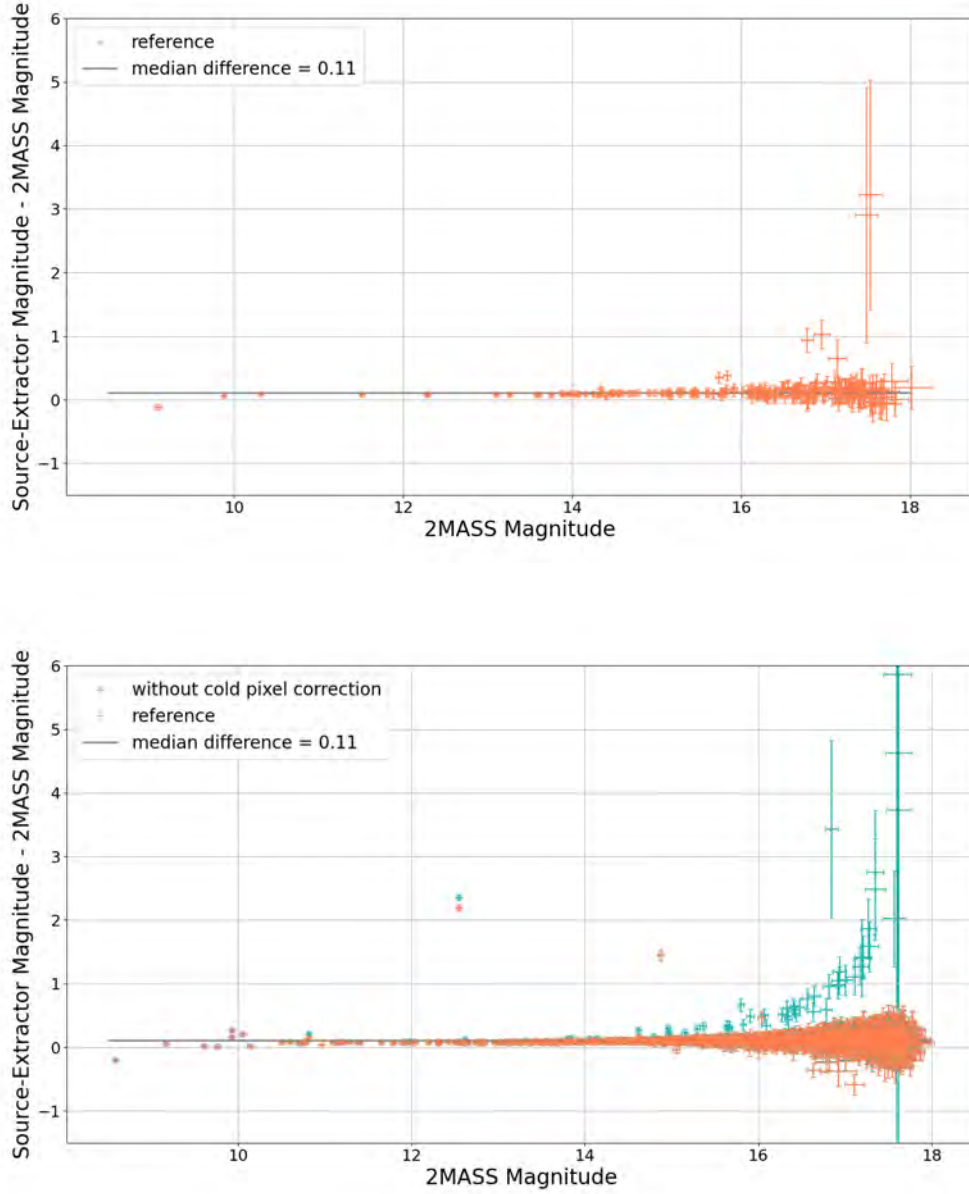 Source-Extractor Magnitude - 2MASS Magnitude
6
5
4
3
2
1
0
−1
reference
median difference = 0.11
10
12
14
16
18
2MASS Magnitude
Source-Extractor Magnitude - 2MASS Magnitude
6
5
4
3
2
1
0
−1
without cold pixel correction
reference
median difference = 0.11
10
12
14
16
18
2MASS Magnitude